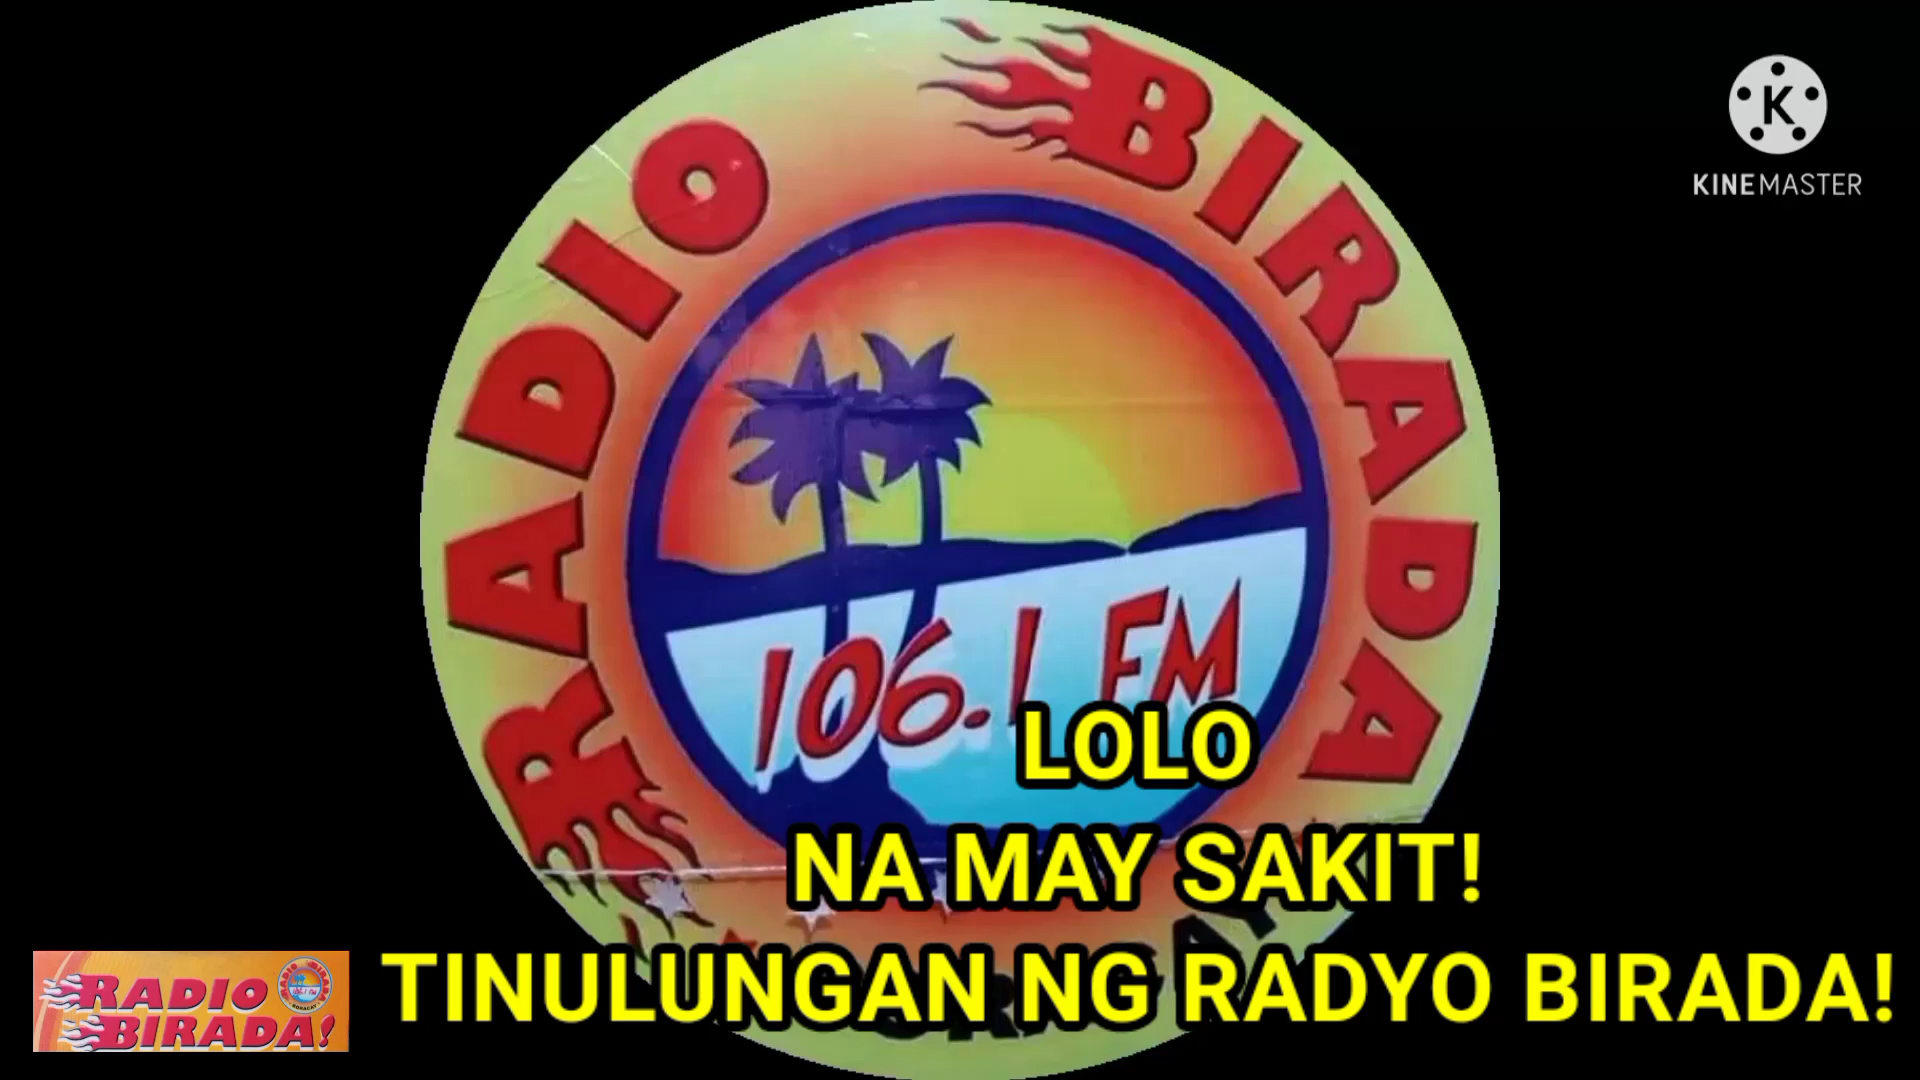 RADIO BIRADA
106.1 FM
KINEMASTER
LOLO
NA MAY SAKIT!
TINULUNGAN NG RADYO BIRADA!
RADIO
BIRADA!